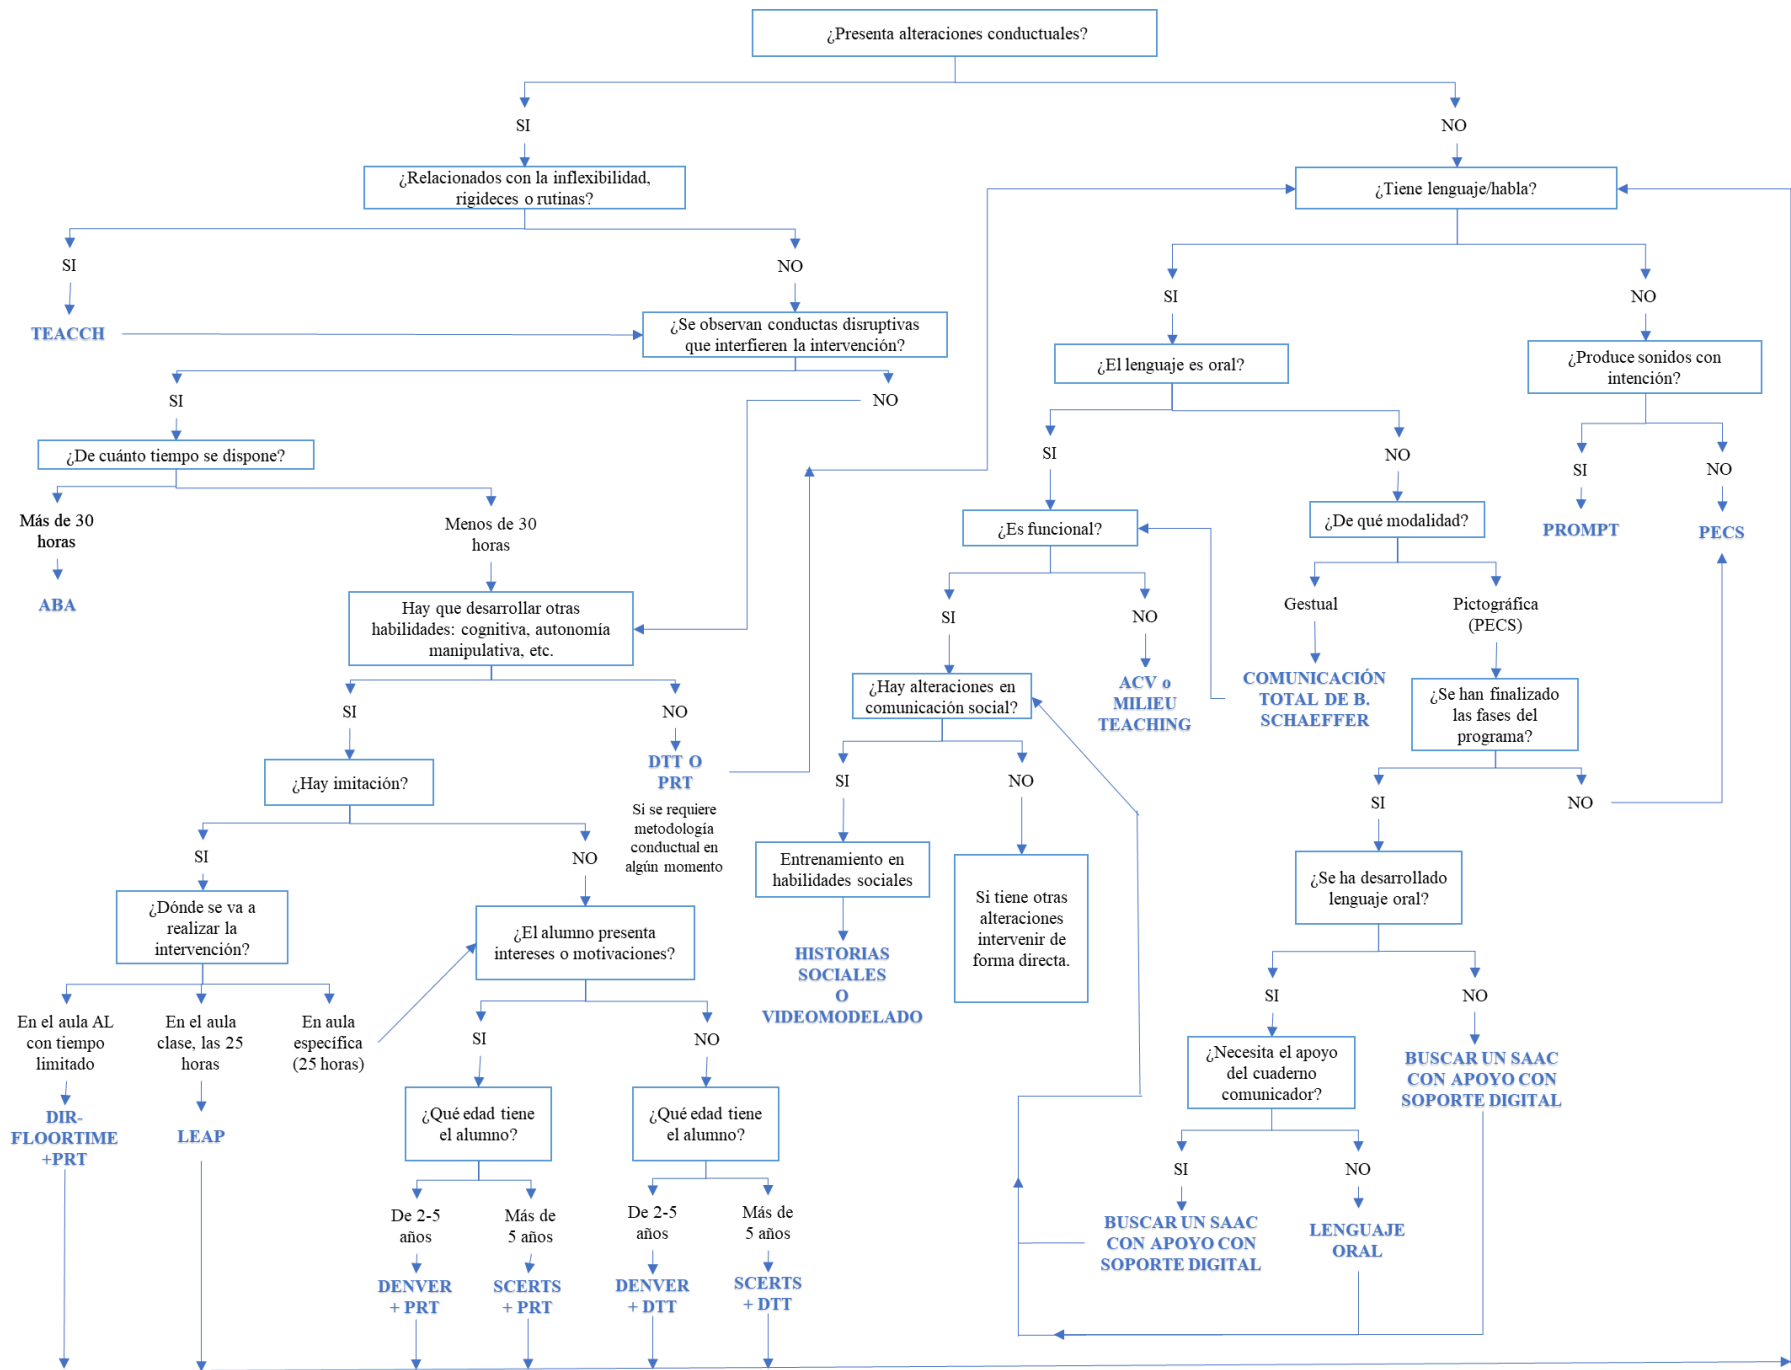 ¿Presenta alteraciones conductuales?
SI
NO
¿Relacionados con la inflexibilidad,
rigideces o rutinas?
¿Tiene lenguaje/habla?
SI
NO
SI
NO
TEACCH
¿Se observan conductas disruptivas
que interfieren la intervención?
¿El lenguaje es oral?
¿Produce sonidos con
intención?
SI
NO
¿De cuánto tiempo se dispone?
SI
NO
SI
NO
Más de 30
horas
Menos de 30
horas
¿Es funcional?
¿De qué modalidad?
PROMPT
PECS
ABA
Hay que desarrollar otras
habilidades: cognitiva, autonomía
manipulativa, etc.
SI
NO
Gestual
Pictográfica
(PECS)
SI
NO
¿Hay alteraciones en
comunicación social?
ACV o
MILIEU
TEACHING
COMUNICACIÓN
TOTAL DE B.
SCHAEFFER
¿Se han finalizado
las fases del
programa?
¿Hay imitación?
DTT O
PRT
Si se requiere
metodología
conductual en
algún momento
SI
NO
SI
NO
SI
NO
Entrenamiento en
habilidades sociales
Si tiene otras
alteraciones
intervenir de
forma directa.
¿Se ha desarrollado
lenguaje oral?
¿Dónde se va a
realizar la
intervención?
¿El alumno presenta
intereses o motivaciones?
HISTORIAS
SOCIALES
O
VIDEOMODELADO
SI
NO
En el aula AL
con tiempo
limitado
En el aula
clase, las 25
horas
En aula
específica
(25 horas)
SI
NO
¿Necesita el apoyo
del cuaderno
comunicador?
BUSCAR UN SAAC
CON APOYO CON
SOPORTE DIGITAL
DIR-
FLOORTIME
+PRT
LEAP
¿Qué edad tiene
el alumno?
¿Qué edad tiene
el alumno?
SI
NO
De 2-5
años
Más de
5 años
De 2-5
años
Más de
5 años
BUSCAR UN SAAC
CON APOYO CON
SOPORTE DIGITAL
LENGUAJE
ORAL
DENVER
+ PRT
SCERTS
+ PRT
DENVER
+ DTT
SCERTS
+ DTT